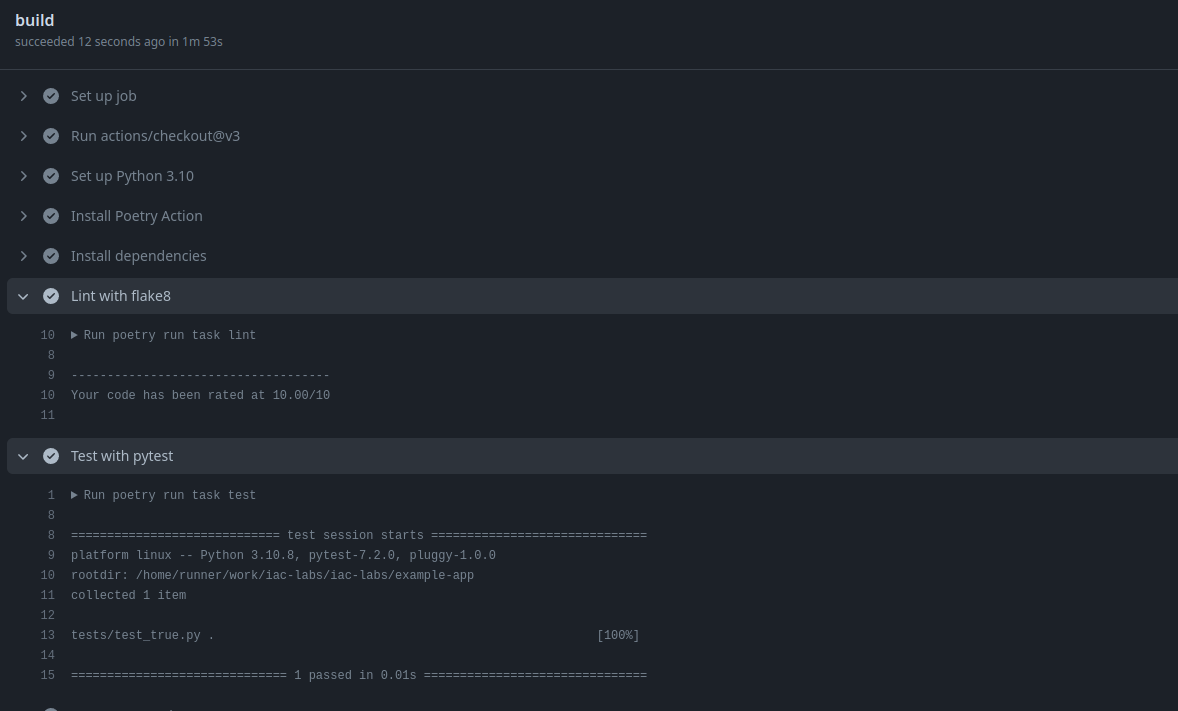 build
succeeded 12 seconds ago in 1m 53s
Set up job
Run actions/checkout@v3
Set up Python 3.10
Install Poetry Action
Install dependencies
Lint with flake8
10 Run poetry run task lint
8
9 ------------------------------------
10 Your code has been rated at 10.00/10
11
Test with pytest
1 Run poetry run task test
8
8 ============================= test session starts ==============================
9 platform linux -- Python 3.10.8, pytest-7.2.0, pluggy-1.0.0
10 rootdir: /home/runner/work/iac-labs/iac-labs/example-app
11 collected 1 item
12
13 tests/test_true.py . [100%]
14
15 ============================== 1 passed in 0.01s ===============================